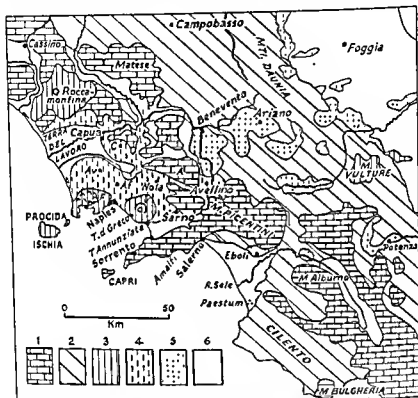 Campobasso
Cassino
Foggia
MTI. DAUNIA
Matese
Rocca-
monfina
Benevento
Ariano
TERRA
DEL
LAVORO
Capua
M.
VULTURE
Nola
Avellino
PROCIDA
ISCHIA
Naples
T. d. Greco
T. Annunziata
Sorrento
Sarno
M. PICENTINI
CAPRI
Amalfi
Salerno
Eboli
Potenza
M. Alburno
R. Sele
Paestum
0 50
Km
CILENTO
M. BULGHERIA
1 2 3 4 5 6